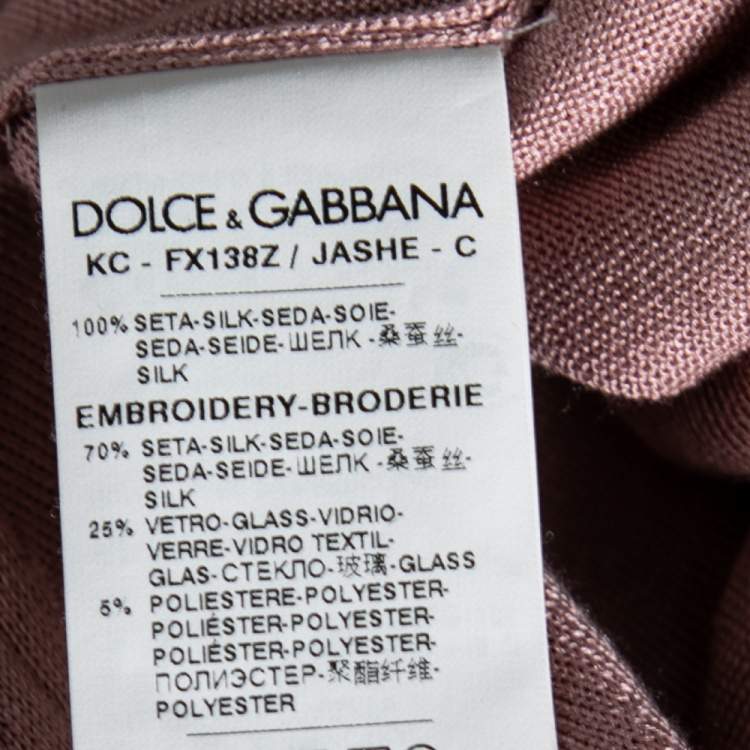 DOLCE & GABBANA
KC - FX138Z / JASHE - C
100% SETA-SILK-SEDA-SOIE-
SEDA-SEIDE-ШЕЛК -桑蚕丝-
SILK
EMBROIDERY-BRODERIE
70% SETA-SILK-SEDA-SOIE-
SEDA-SEIDE-ШЕЛК -桑蚕丝-
SILK
25% VETRO-GLASS-VIDRIO-
VERRE-VIDRO TEXTIL-
GLAS-СТЕКЛО-玻璃-GLASS
5% POLIESTERE-POLYESTER-
POLIÉSTER-POLYESTER-
POLIÉSTER-POLYESTER-
ПОЛИЭСТЕР-聚酯纤维-
POLYESTER